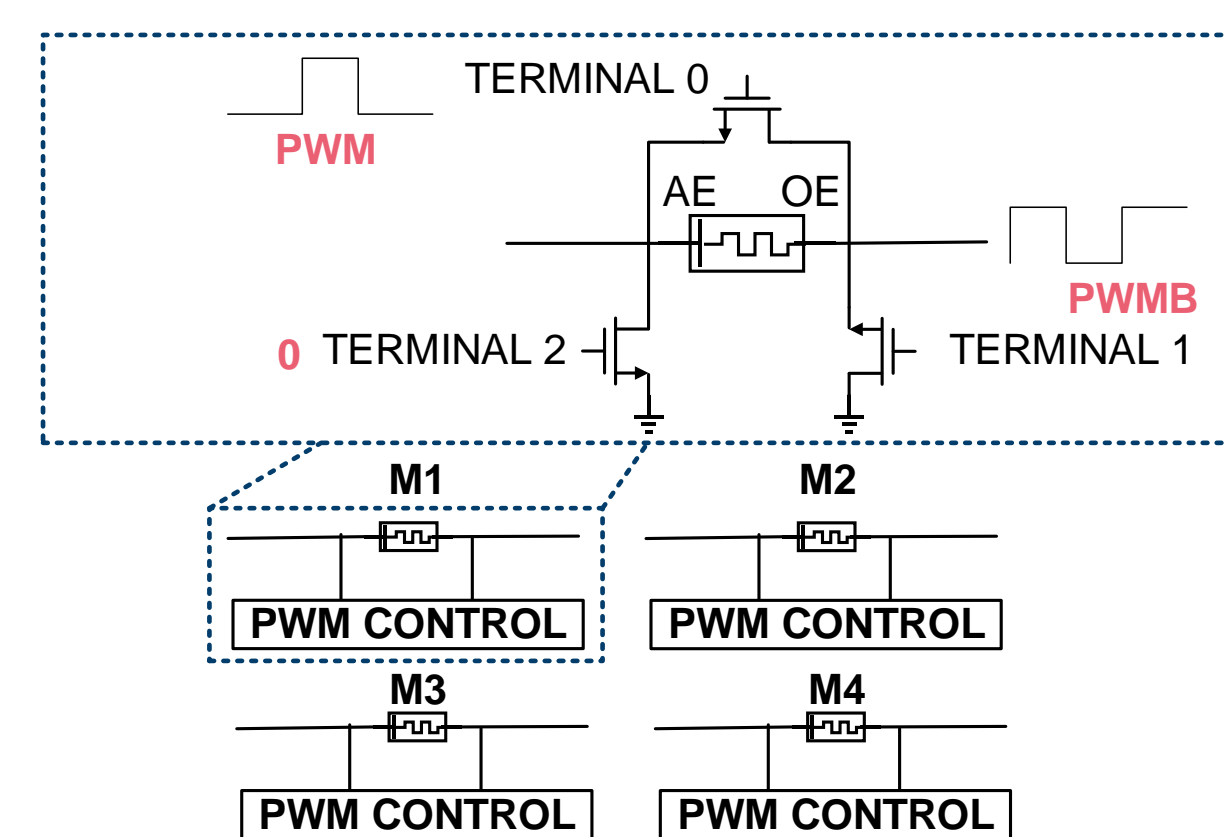 TERMINAL 0
PWM
AE OE
PWMB
0 TERMINAL 2
TERMINAL 1
M1 M2
PWM CONTROL PWM CONTROL
M3 M4
PWM CONTROL PWM CONTROL